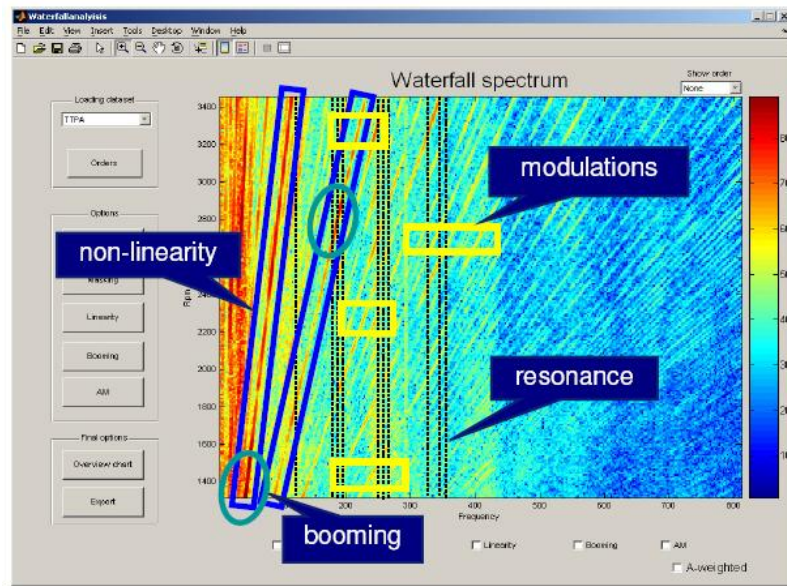 Waterfallanalyisis
File Edit View Insert Tools Desktop Window Help
Waterfall spectrum
Show order
None
Loading dataset
TTPA
Orders
Options
Masking
Linearity
Booming
AM
Final options
Overview chart
Export
modulations
non-linearity
resonance
booming
3400
3200
3000
2800
2200
2000
1800
1600
1400
200
300
400
500
600
700
800
Frequency
Linearity
Booming
AM
A-weighted